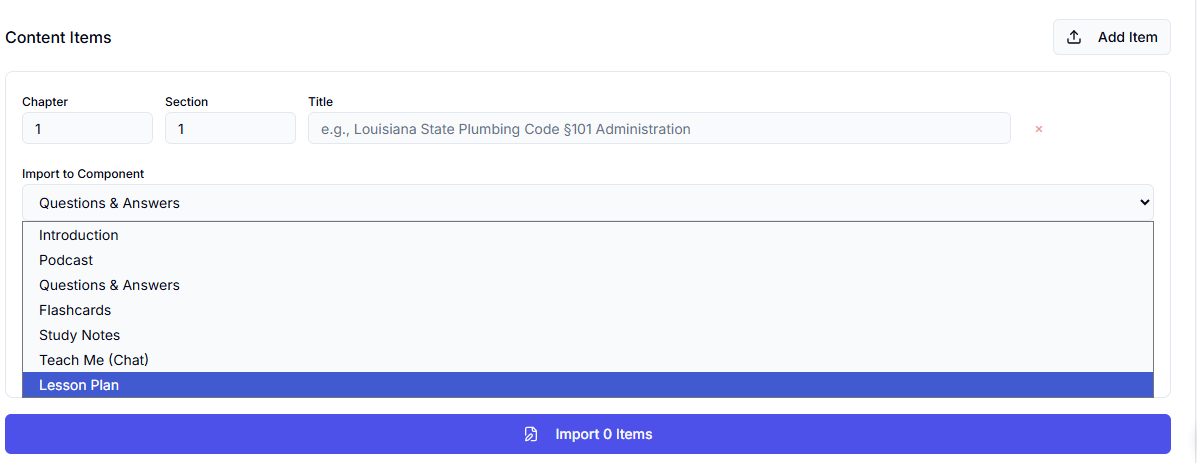 Content Items
Add Item
Chapter Section Title
1 1 e.g., Louisiana State Plumbing Code §101 Administration ×
Import to Component
Questions & Answers
Introduction
Podcast
Questions & Answers
Flashcards
Study Notes
Teach Me (Chat)
Lesson Plan
Import 0 Items